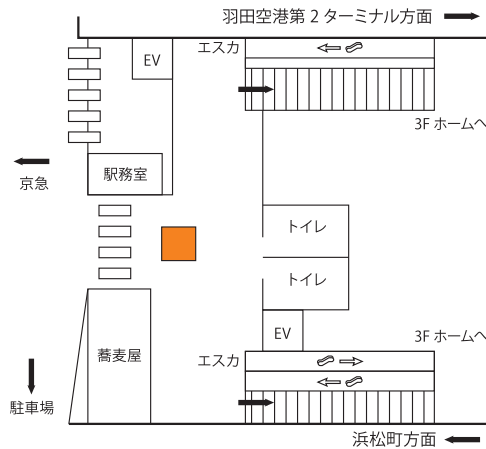 羽田空港第２ターミナル方面
エスカ
EV
3F ホームへ
駅務室
京急
トイレ
トイレ
EV
3F ホームへ
蕎麦屋
エスカ
駐車場
浜松町方面